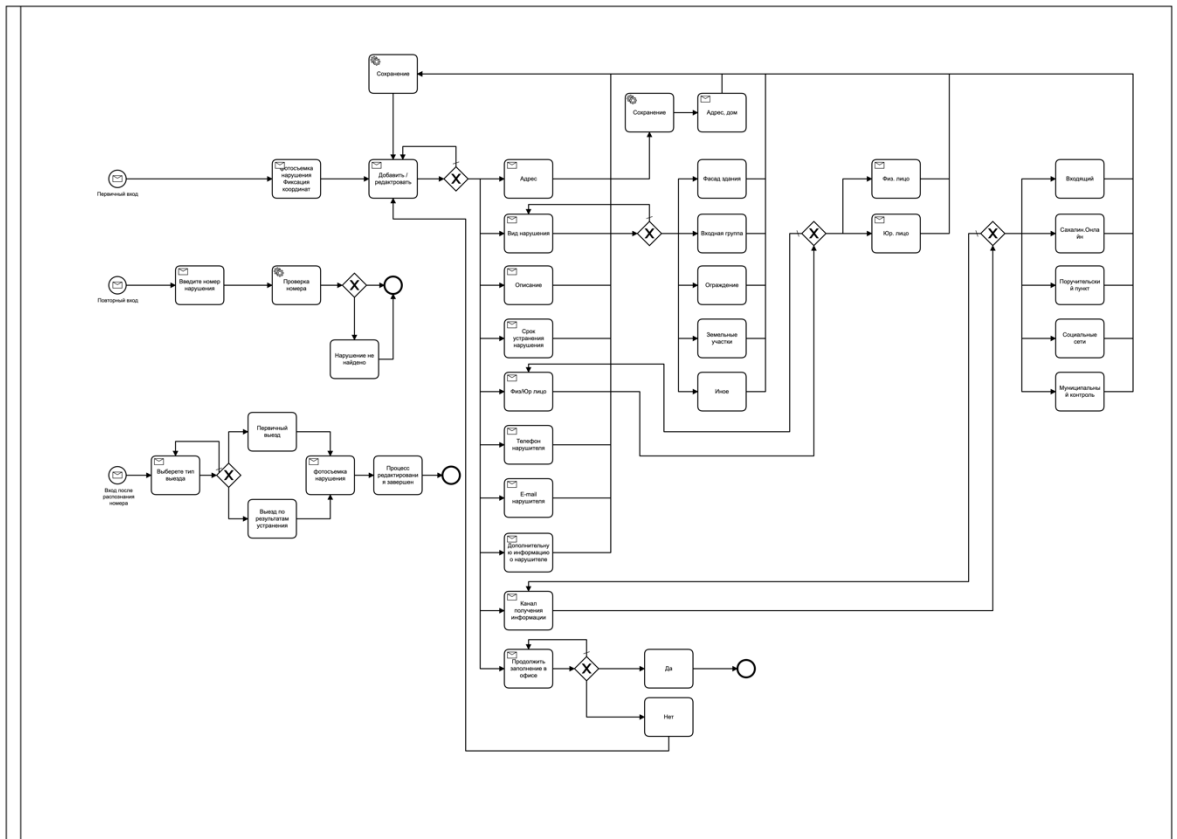 Сохранение
Сохранение
Адрес, дом
Первичный вход
фотосъемка
нарушения
Фиксация
координат
Добавить /
редактровать
Адрес
Фасад здания
Физ. лицо
Входящий
Вид нарушения
Входная группа
Юр. лицо
Сахалин.Онла
йн
Повторный вход
Введите номер
нарушения
Проверка
номера
Описание
Ограждение
Поручительски
й пункт
Нарушение не
найдено
Срок
устранения
нарушения
Земельные
участки
Социальные
сети
Физ/Юр лицо
Иное
Муниципальны
й контроль
Вход после
распознания
номера
Выберете тип
выезда
Первичный
выезд
Выезд по
результатам
устранения
фотосъемка
нарушения
Процесс
редактировани
я завершен
Телефон
нарушителя
E-mail
нарушителя
Дополнительну
ю информацию
о нарушителе
Канал
получения
информации
Продолжить
заполнение в
офисе
Да
Нет